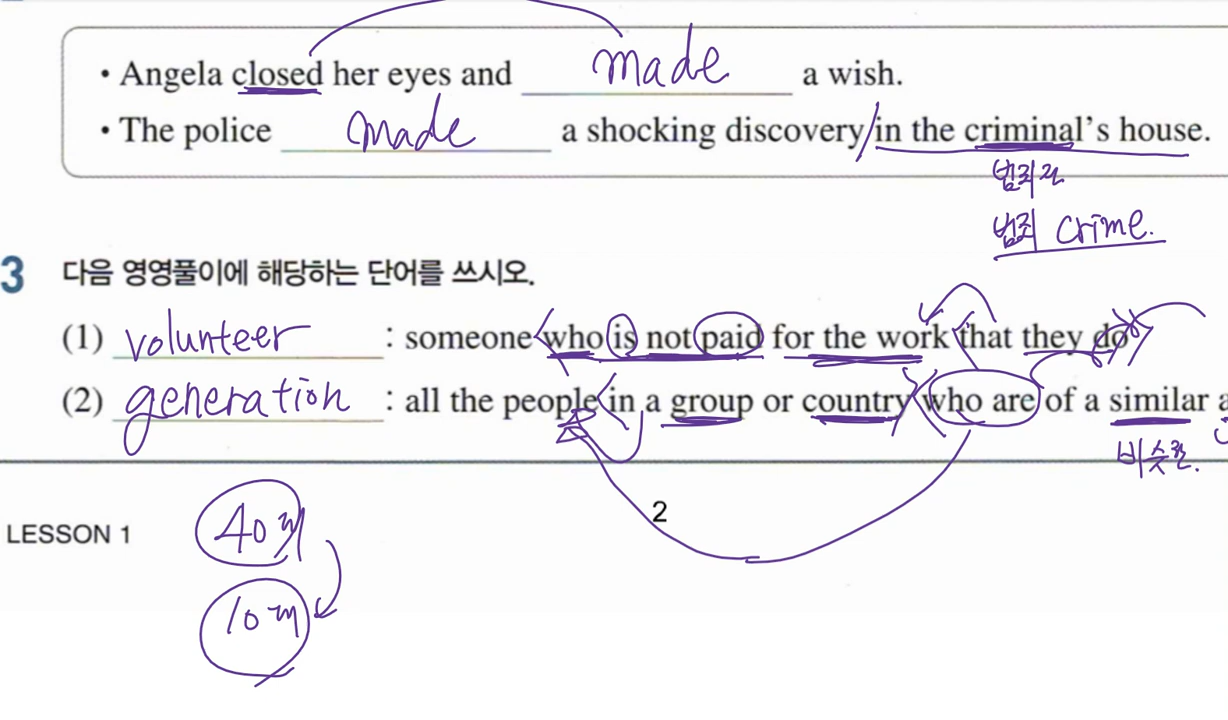 • Angela closed her eyes and made a wish.
• The police made a shocking discovery/in the criminal's house.
범죄자
범죄 crime.
3 다음 영영풀이에 해당하는 단어를 쓰시오.
(1) volunteer : someone who is not paid for the work that they do
(2) generation : all the people in a group or country who are of a similar a
비슷한.
2
LESSON 1
40대
10대